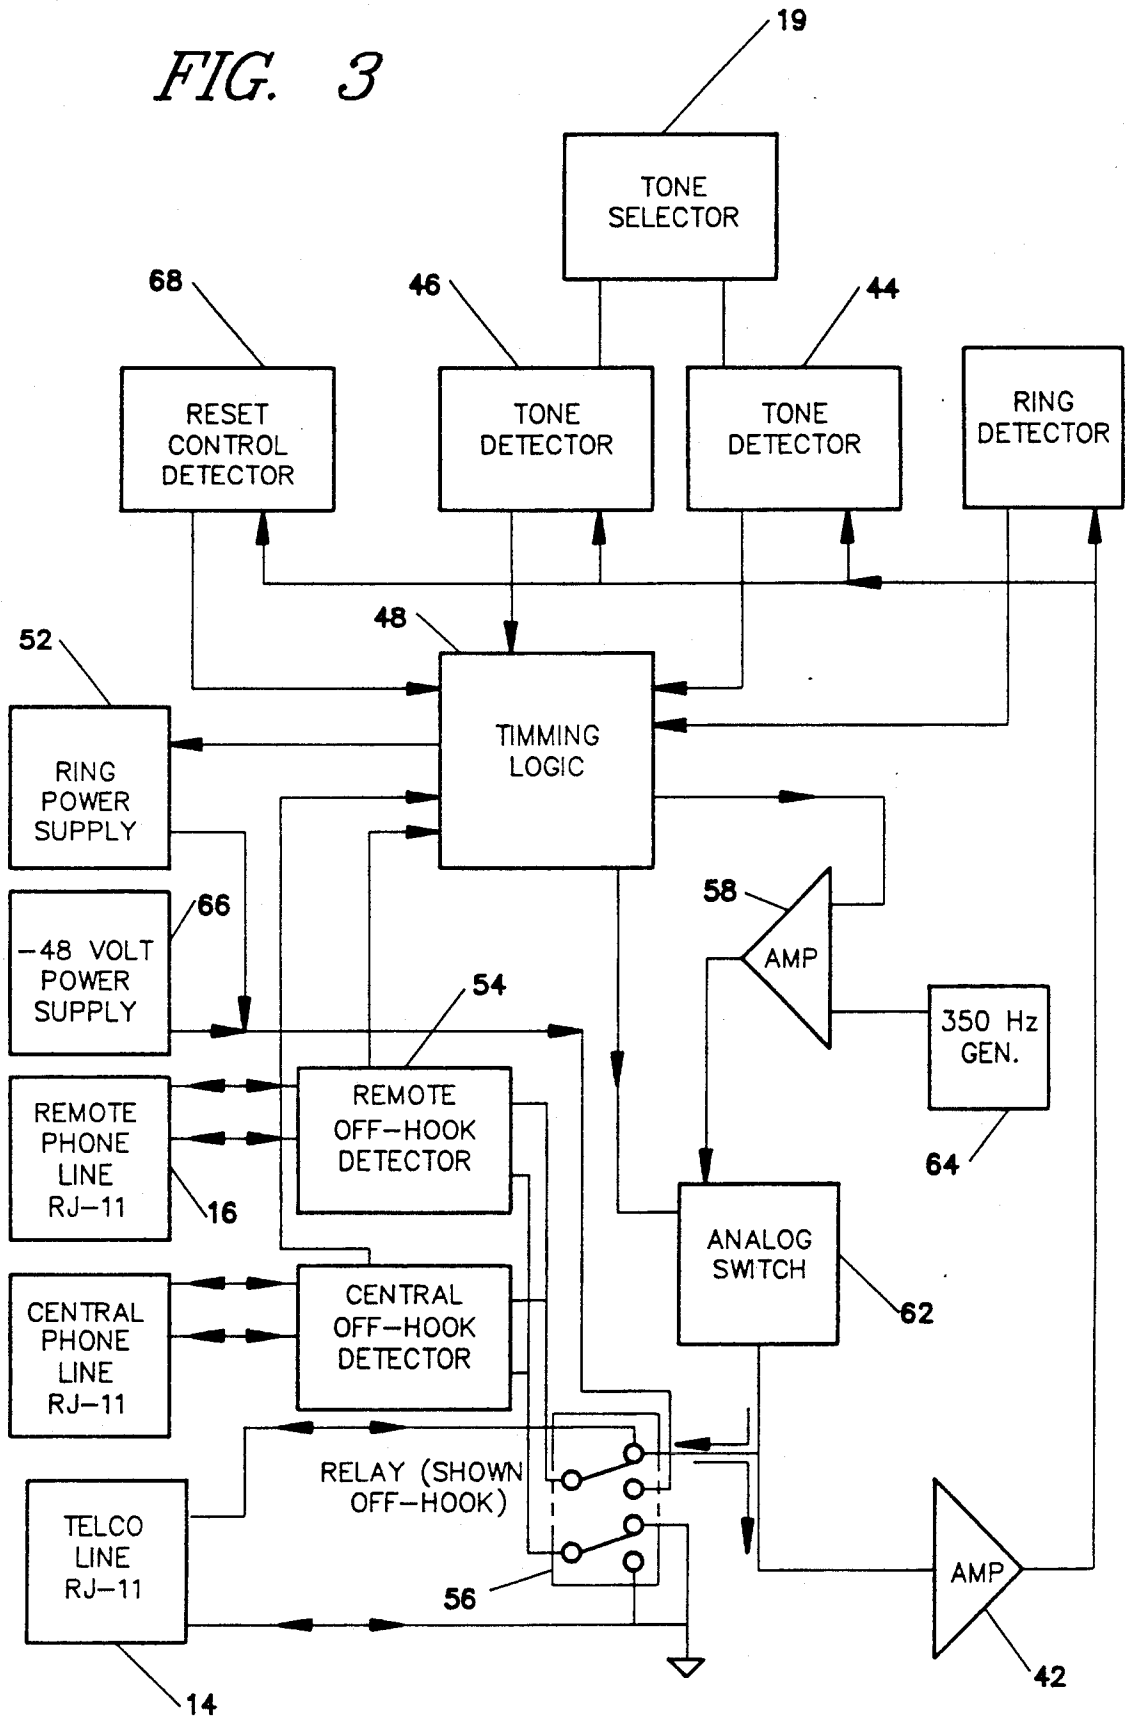 FIG. 3
19
TONE
SELECTOR
68
46
44
RESET
CONTROL
DETECTOR
TONE
DETECTOR
TONE
DETECTOR
RING
DETECTOR
52
48
RING
POWER
SUPPLY
TIMMING
LOGIC
66
-48 VOLT
POWER
SUPPLY
58
AMP
54
350 Hz
GEN.
64
REMOTE
PHONE
LINE
RJ-11
16
REMOTE
OFF-HOOK
DETECTOR
ANALOG
SWITCH
62
CENTRAL
PHONE
LINE
RJ-11
CENTRAL
OFF-HOOK
DETECTOR
RELAY (SHOWN
OFF-HOOK)
TELCO
LINE
RJ-11
56
AMP
42
14